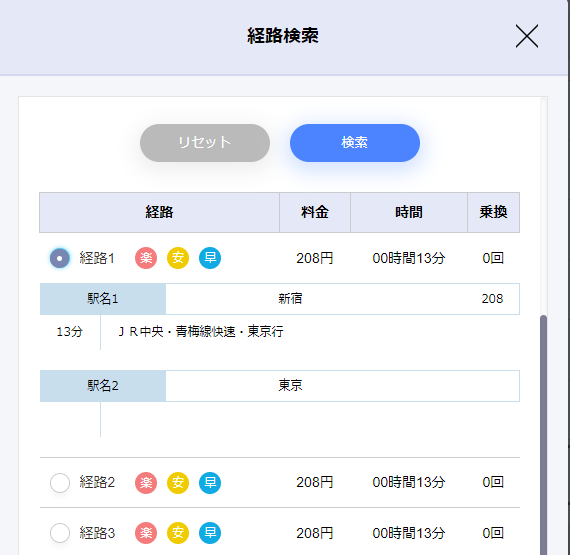 経路検索
リセット 検索
経路 料金 時間 乗換
経路1 楽 安 早 208円 00時間13分 0回
駅名1 新宿 208
13分 ＪＲ中央・青梅線快速・東京行
駅名2 東京
経路2 楽 安 早 208円 00時間13分 0回
経路3 楽 安 早 208円 00時間13分 0回